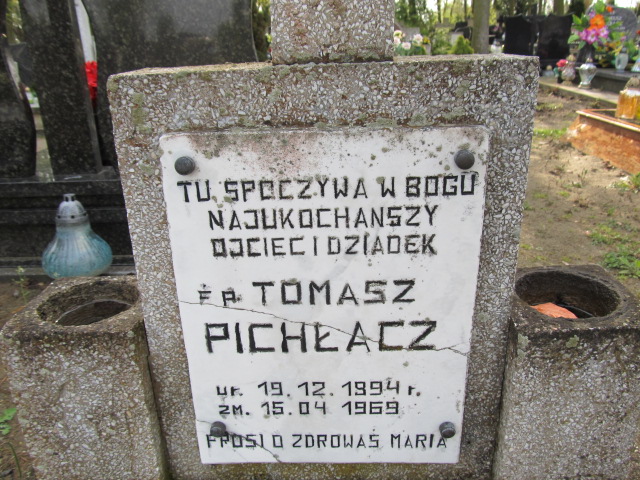 TU SPOCZYWA W BOGU
NAJUKOCHANSZY
OJCIEC I DZIADEK
Ś P. TOMASZ
PICHŁACZ
ur. 19.12.1894 r.
zm. 15.04 1969
PROSI O ZDROWAŚ MARIA